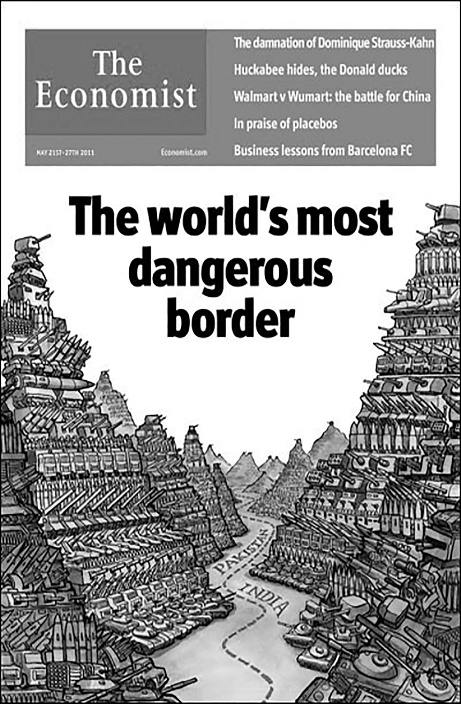 The
Economist
MAY 21ST-27TH 2011
Economist.com
The damnation of Dominique Strauss-Kahn
Huckabee hides, the Donald ducks
Walmart v Wumart: the battle for China
In praise of placebos
Business lessons from Barcelona FC
The world's most
dangerous
border
PAKISTAN
INDIA